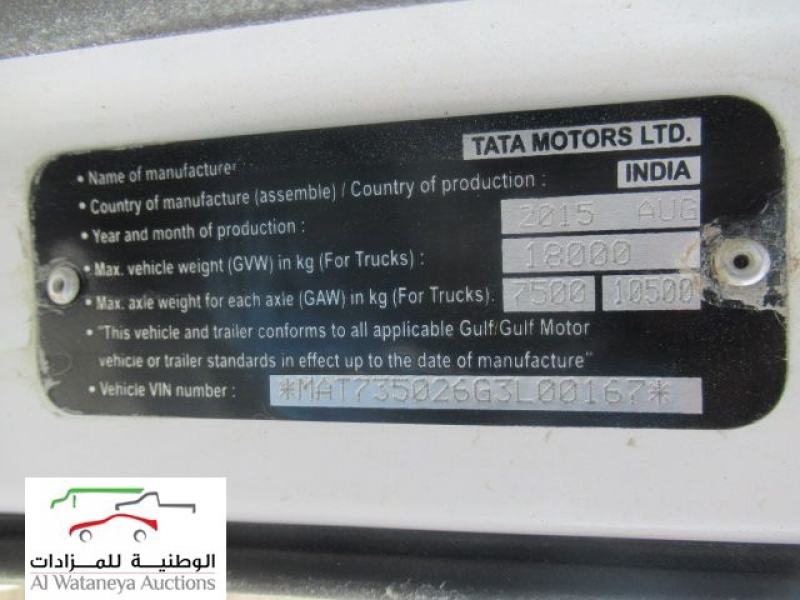 • Name of manufacturer TATA MOTORS LTD.
• Country of manufacture (assemble) / Country of production : INDIA
• Year and month of production : 2015 AUG
• Max. vehicle weight (GVW) in kg (For Trucks) : 18000
• Max. axle weight for each axle (GAW) in kg (For Trucks). 7500 10500
• "This vehicle and trailer conforms to all applicable Gulf/Gulf Motor
vehicle or trailer standards in effect up to the date of manufacture"
• Vehicle VIN number : *MAT735026G3L00167*
الوطنية للمزادات
Al Wataneya Auctions